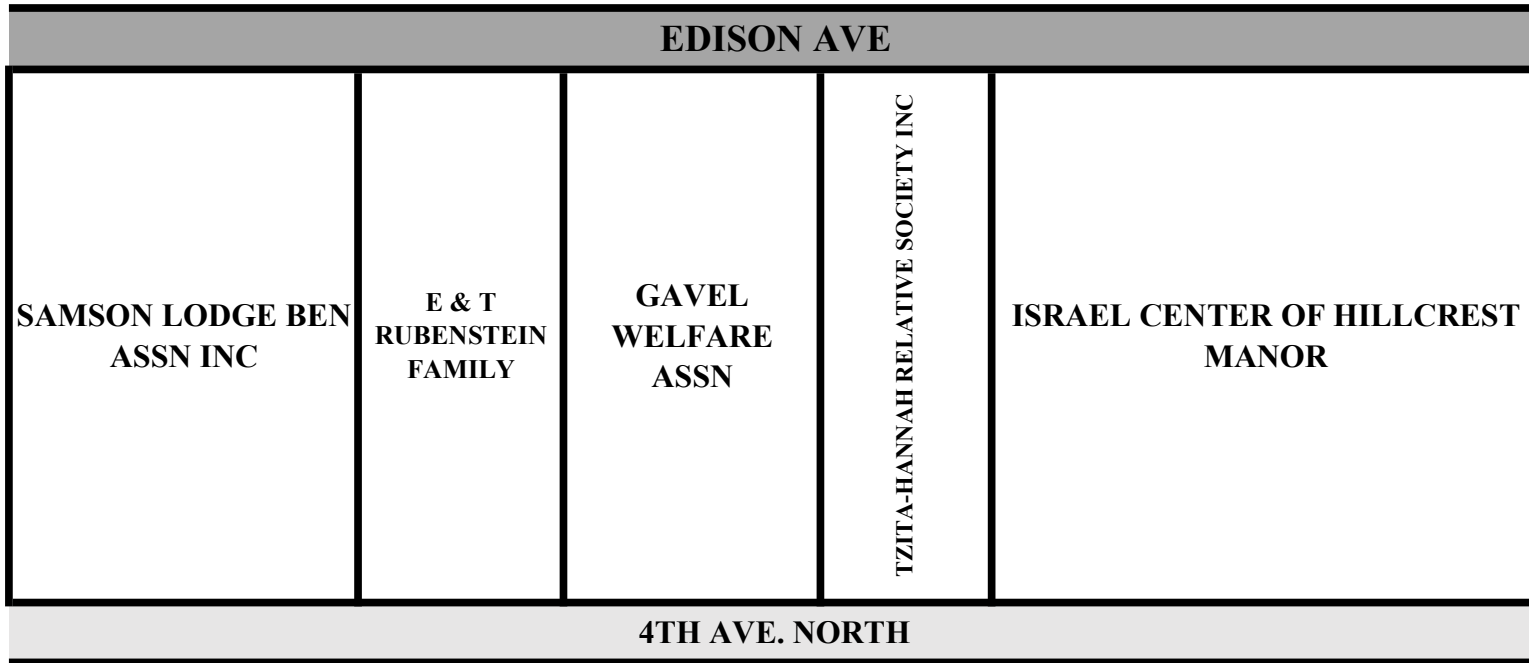 EDISON AVE
SAMSON LODGE BEN
ASSN INC
E & T
RUBENSTEIN
FAMILY
GAVEL
WELFARE
ASSN
TZITA-HANNAH RELATIVE SOCIETY INC
ISRAEL CENTER OF HILLCREST
MANOR
4TH AVE. NORTH